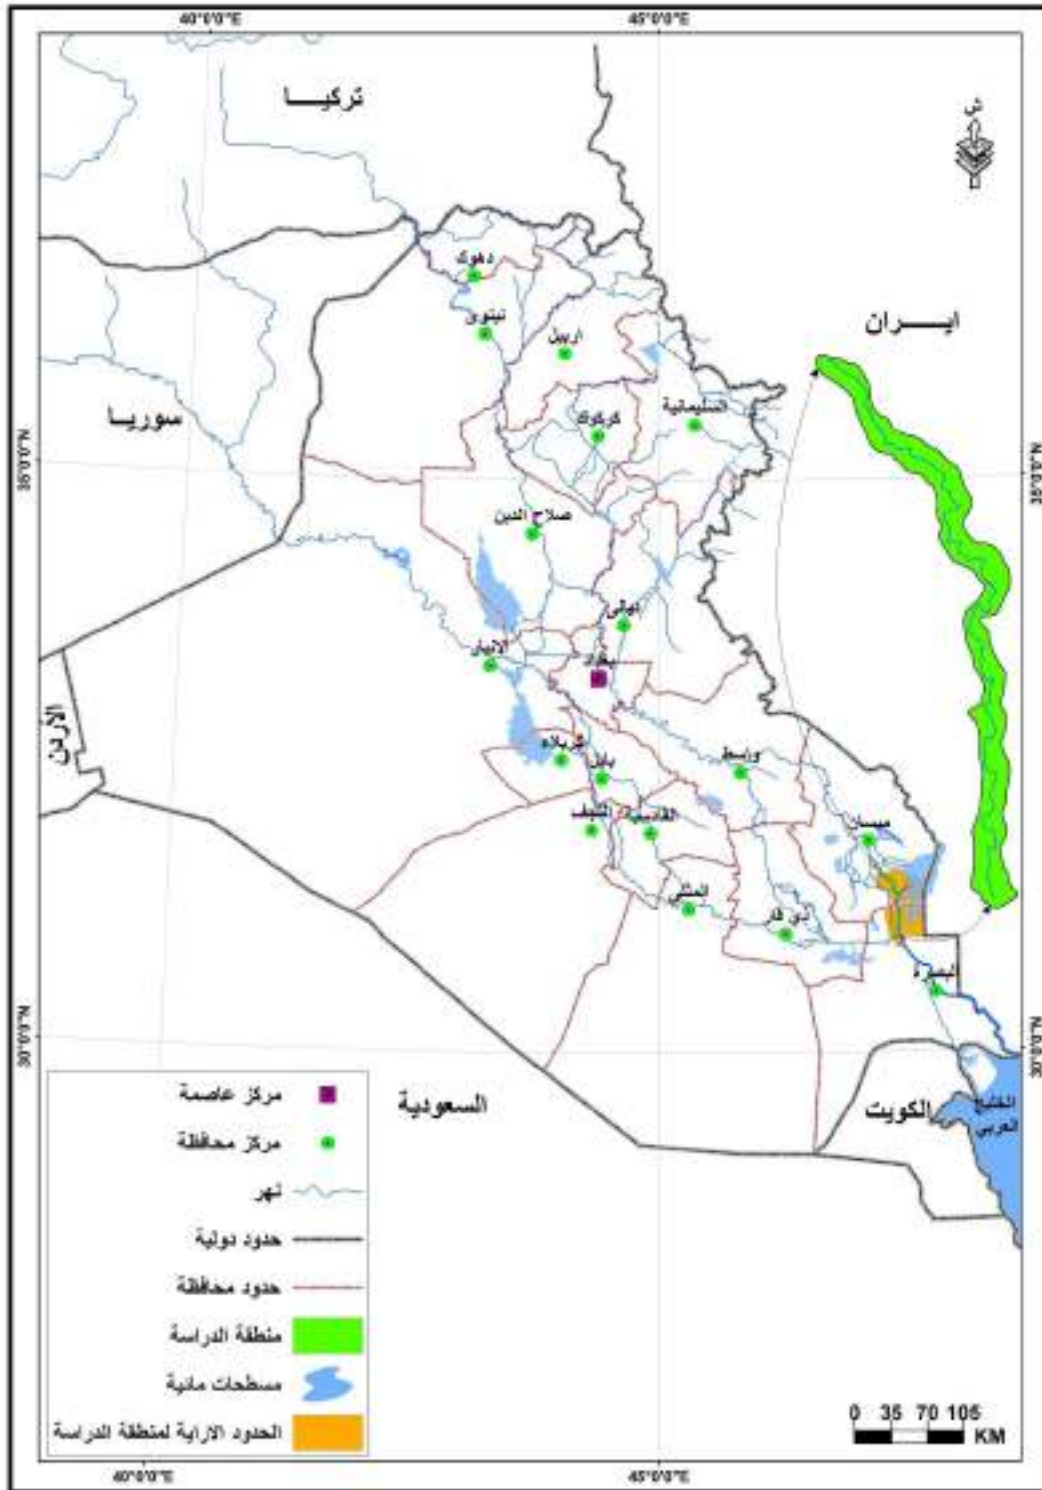 40°0'0"E
45°0'0"E
تركيـــــا
ش
دهوك
نينوى
اربيل
ايـــــران
السليمانية
كركوك
سوريـــا
35°0'0"N
35°0'0"N
صلاح الدين
ديالى
الانبار
بغداد
الأردن
كربلاء
بابل
واسط
النجف
القادسية
ميسان
المثنى
ذي قار
البصرة
30°0'0"N
30°0'0"N
السعودية
الكويت
الخليج
العربي
مركز عاصمة
مركز محافظة
نهر
حدود دولية
حدود محافظة
منطقة الدراسة
مسطحات مائية
الحدود الادارية لمنطقة الدراسة
0 35 70 105
KM
40°0'0"E
45°0'0"E